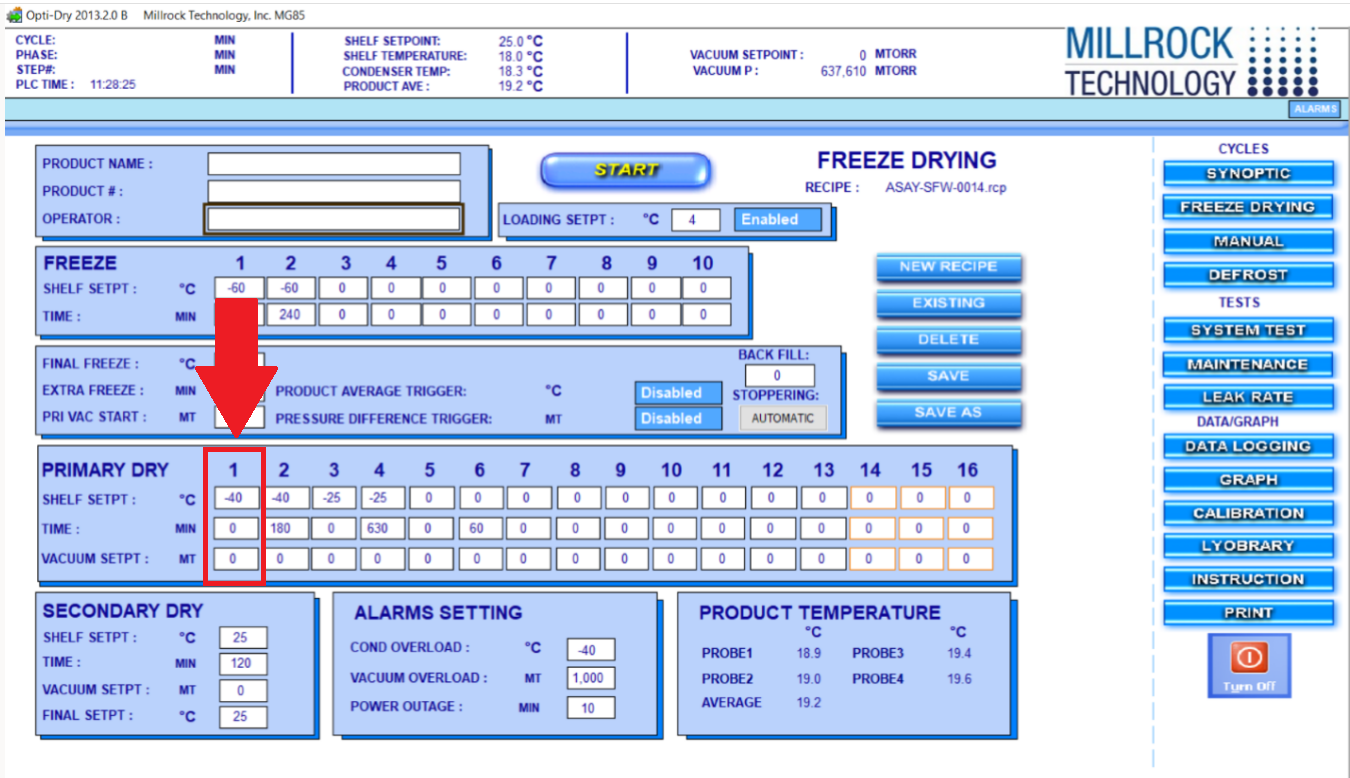 Opti-Dry 2013.2.0 B Millrock Technology, Inc. MG85
CYCLE: MIN SHELF SETPOINT: 25.0 °C
PHASE: MIN SHELF TEMPERATURE: 18.0 °C VACUUM SETPOINT : 0 MTORR
STEP#: MIN CONDENSER TEMP: 18.3 °C VACUUM P : 637,610 MTORR
PLC TIME : 11:28:25 PRODUCT AVE : 19.2 °C
MILLROCK
TECHNOLOGY
ALARMS
PRODUCT NAME :
PRODUCT # :
OPERATOR :
START
FREEZE DRYING
RECIPE : ASAY-SFW-0014.rcp
LOADING SETPT : °C 4 Enabled
FREEZE 1 2 3 4 5 6 7 8 9 10
SHELF SETPT : °C -60 -60 0 0 0 0 0 0 0 0
TIME : MIN 240 0 0 0 0 0 0 0 0
NEW RECIPE
EXISTING
DELETE
SAVE
SAVE AS
FINAL FREEZE : °C
EXTRA FREEZE : MIN PRODUCT AVERAGE TRIGGER: °C Disabled
PRI VAC START : MT PRESSURE DIFFERENCE TRIGGER: MT Disabled
BACK FILL:
0
STOPPERING:
AUTOMATIC
PRIMARY DRY 1 2 3 4 5 6 7 8 9 10 11 12 13 14 15 16
SHELF SETPT : °C -40 -40 -25 -25 0 0 0 0 0 0 0 0 0 0 0 0
TIME : MIN 0 180 0 630 0 60 0 0 0 0 0 0 0 0 0 0
VACUUM SETPT : MT 0 0 0 0 0 0 0 0 0 0 0 0 0 0 0 0
SECONDARY DRY
SHELF SETPT : °C 25
TIME : MIN 120
VACUUM SETPT : MT 0
FINAL SETPT : °C 25
ALARMS SETTING
COND OVERLOAD : °C -40
VACUUM OVERLOAD : MT 1,000
POWER OUTAGE : MIN 10
PRODUCT TEMPERATURE
°C °C
PROBE1 18.9 PROBE3 19.4
PROBE2 19.0 PROBE4 19.6
AVERAGE 19.2
CYCLES
SYNOPTIC
FREEZE DRYING
MANUAL
DEFROST
TESTS
SYSTEM TEST
MAINTENANCE
LEAK RATE
DATA/GRAPH
DATA LOGGING
GRAPH
CALIBRATION
LYOBRARY
INSTRUCTION
PRINT
Turn Off